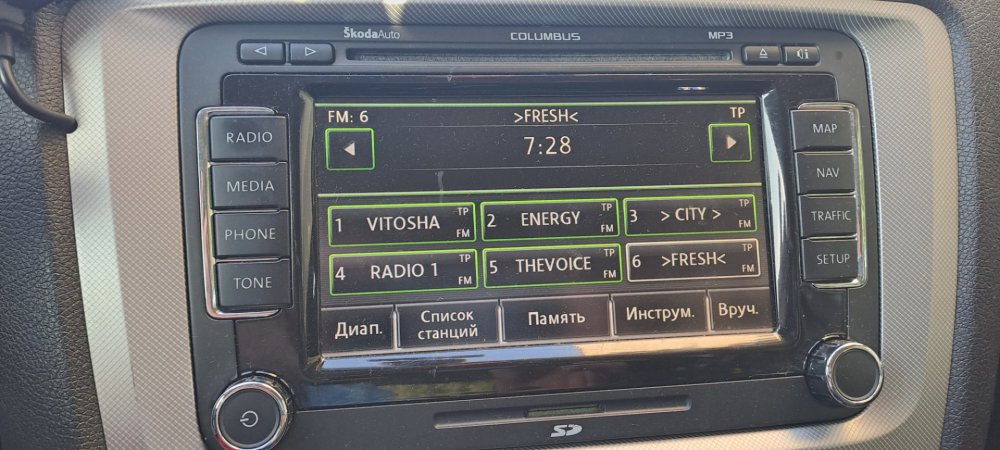 ŠkodaAuto COLUMBUS MP3
FM: 6 >FRESH< TP
7:28
RADIO
MEDIA
PHONE
TONE
MAP
NAV
TRAFFIC
SETUP
1 VITOSHA TP FM
2 ENERGY TP FM
3 > CITY > TP FM
4 RADIO 1 TP FM
5 THEVOICE TP FM
6 >FRESH< TP FM
Диап.
Список
станций
Память
Инструм.
Вруч.
SD